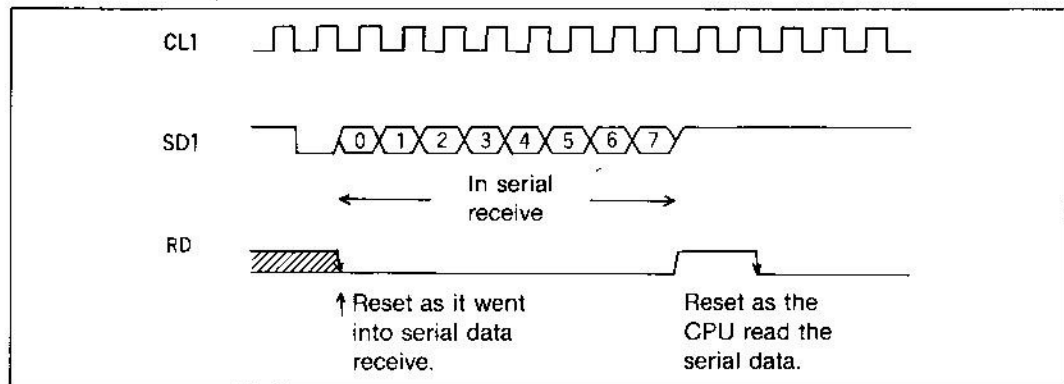 CL1
SD1
0 1 2 3 4 5 6 7
In serial
receive
RD
Reset as it went
into serial data
receive.
Reset as the
CPU read the
serial data.